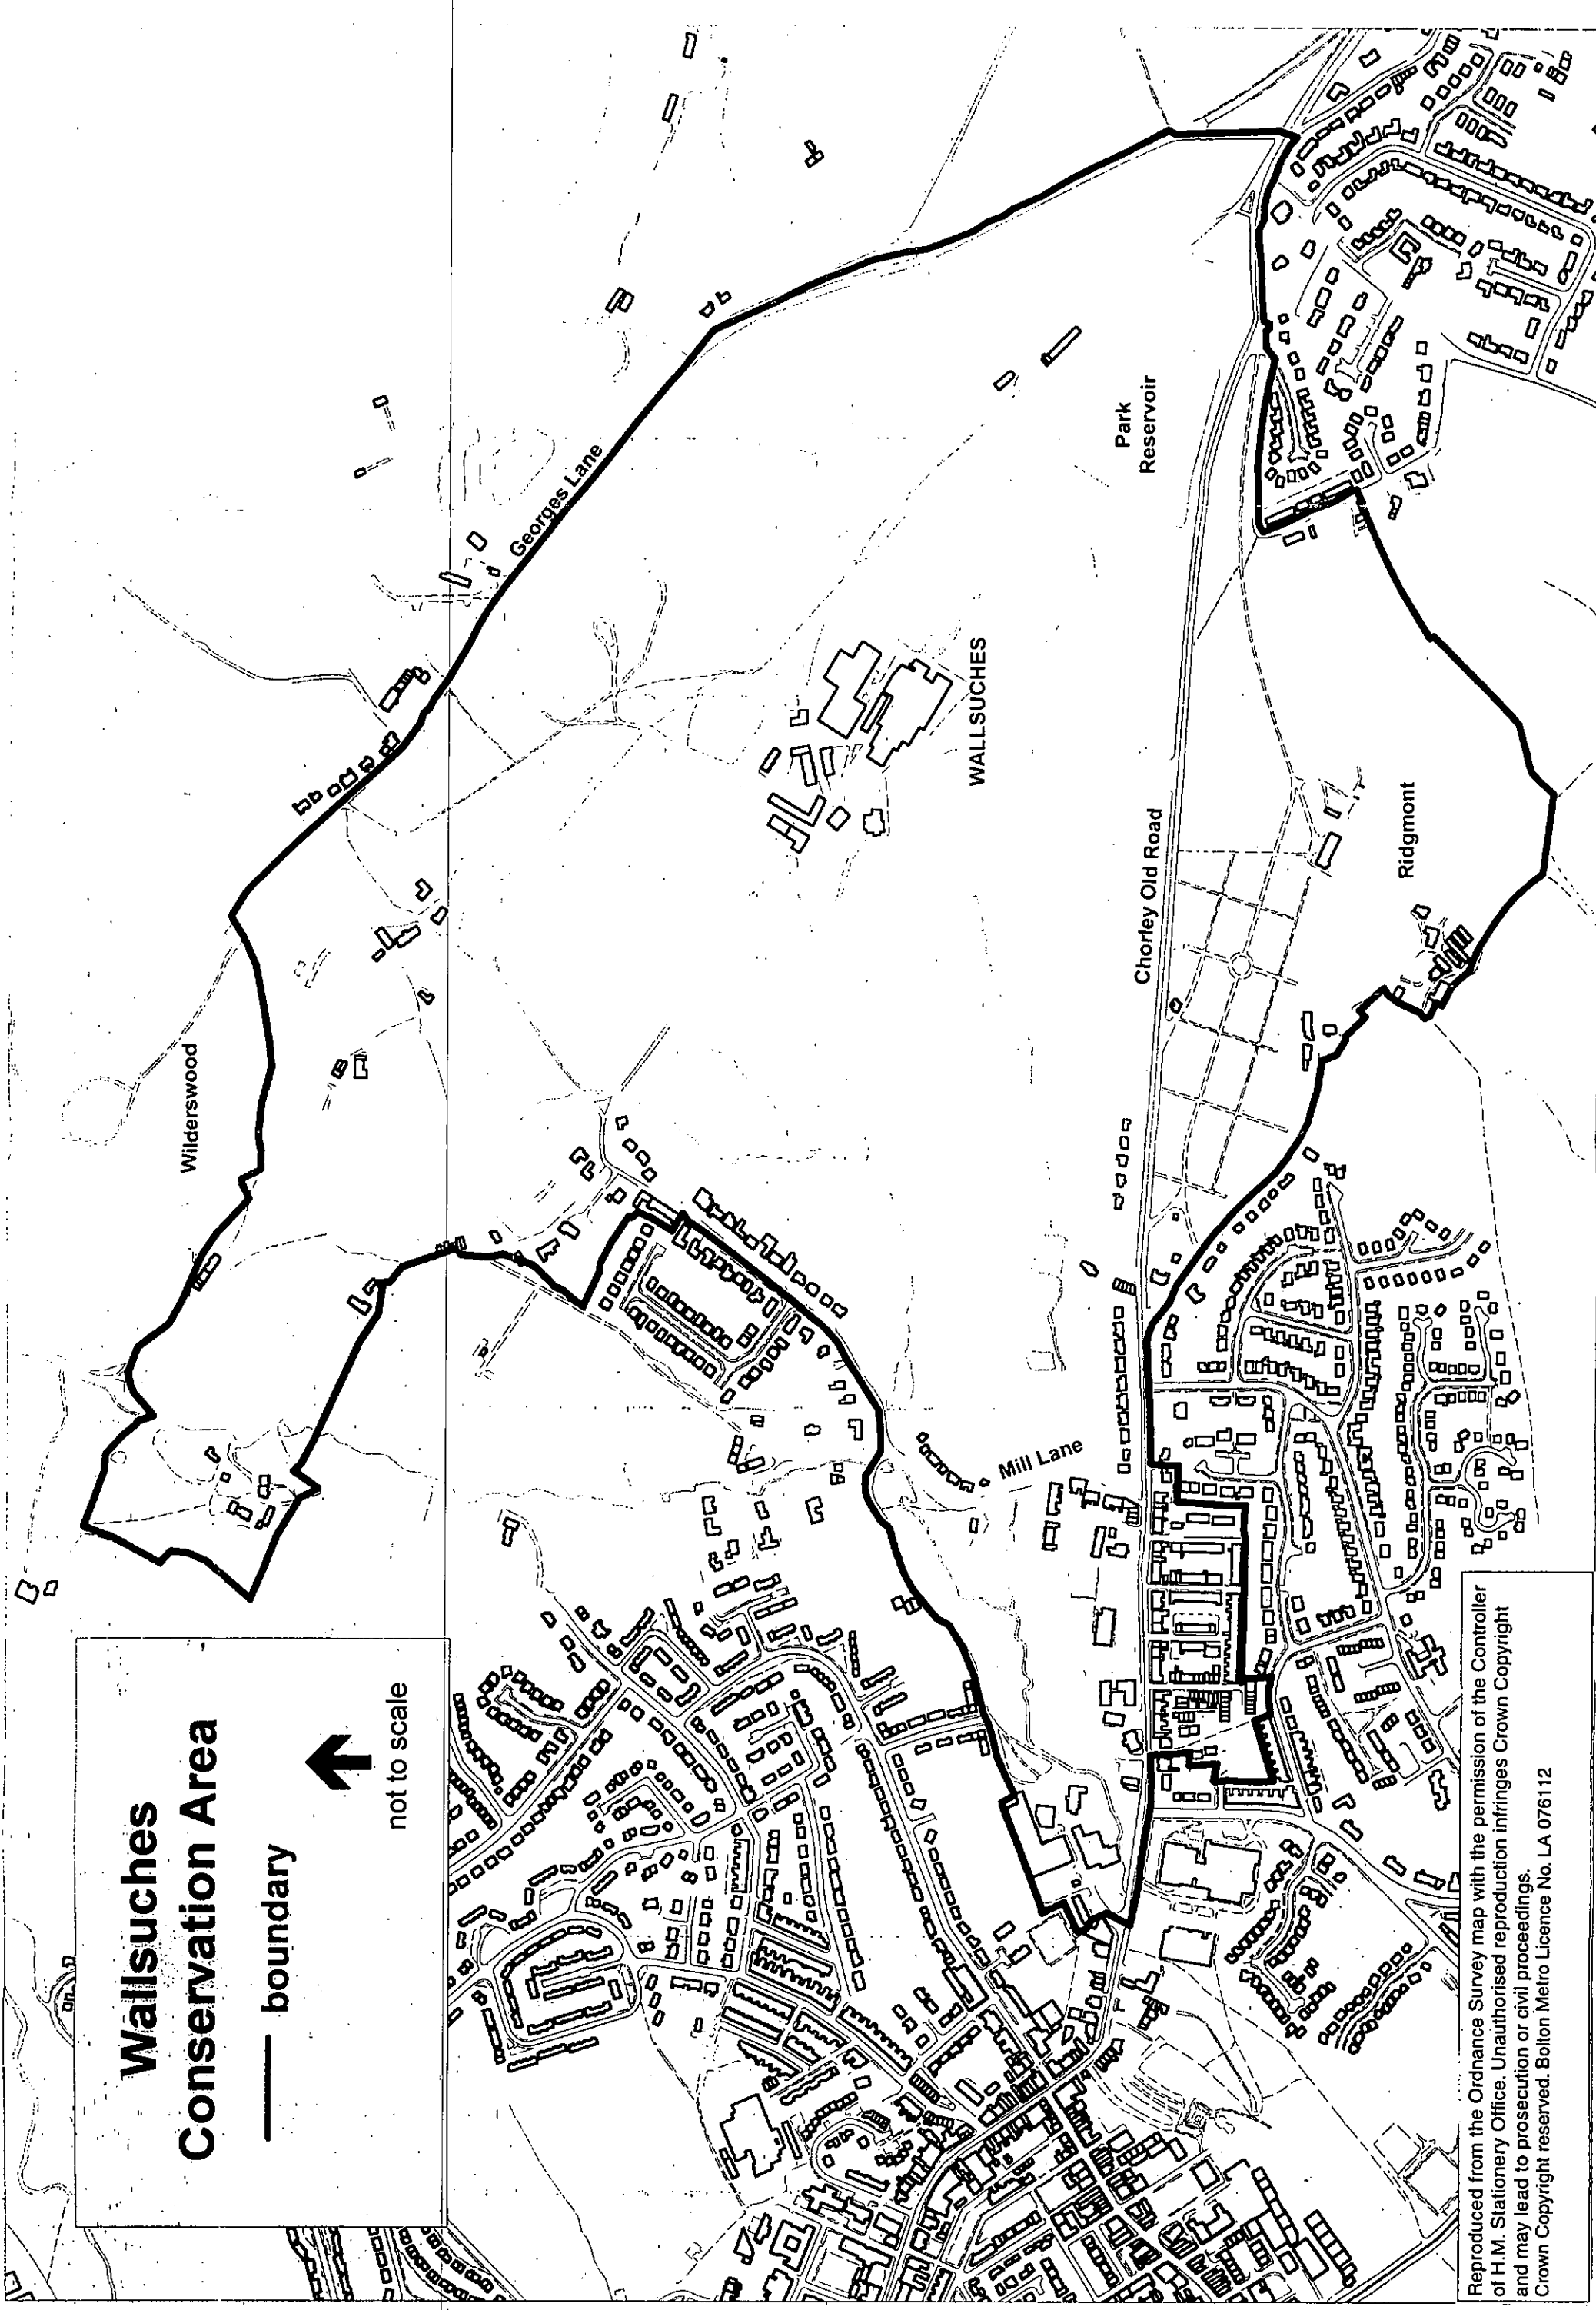 Wallsuches
Conservation Area
boundary
not to scale
Wilderswood
Georges Lane
WALLSUCHES
Park
Reservoir
Chorley Old Road
Ridgmont
Mill Lane
Reproduced from the Ordnance Survey map with the permission of the Controller
of H.M. Stationery Office. Unauthorised reproduction infringes Crown Copyright
and may lead to prosecution or civil proceedings.
Crown Copyright reserved. Bolton Metro Licence No. LA 076112